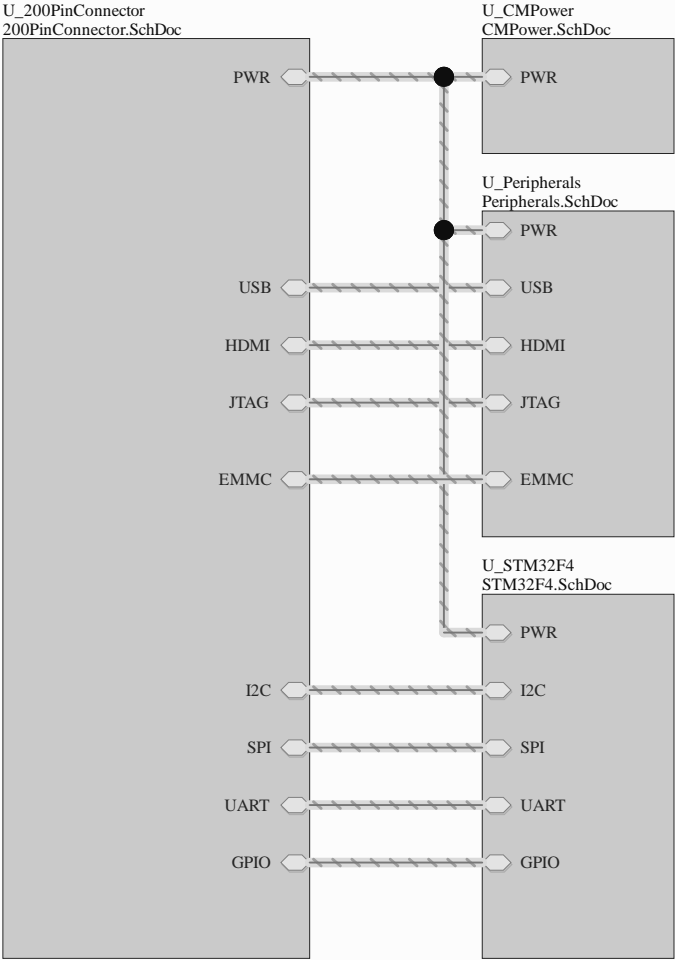 U_200PinConnector
200PinConnector.SchDoc
PWR
USB
HDMI
JTAG
EMMC
I2C
SPI
UART
GPIO
U_CMPower
CMPower.SchDoc
PWR
U_Peripherals
Peripherals.SchDoc
PWR
USB
HDMI
JTAG
EMMC
U_STM32F4
STM32F4.SchDoc
PWR
I2C
SPI
UART
GPIO